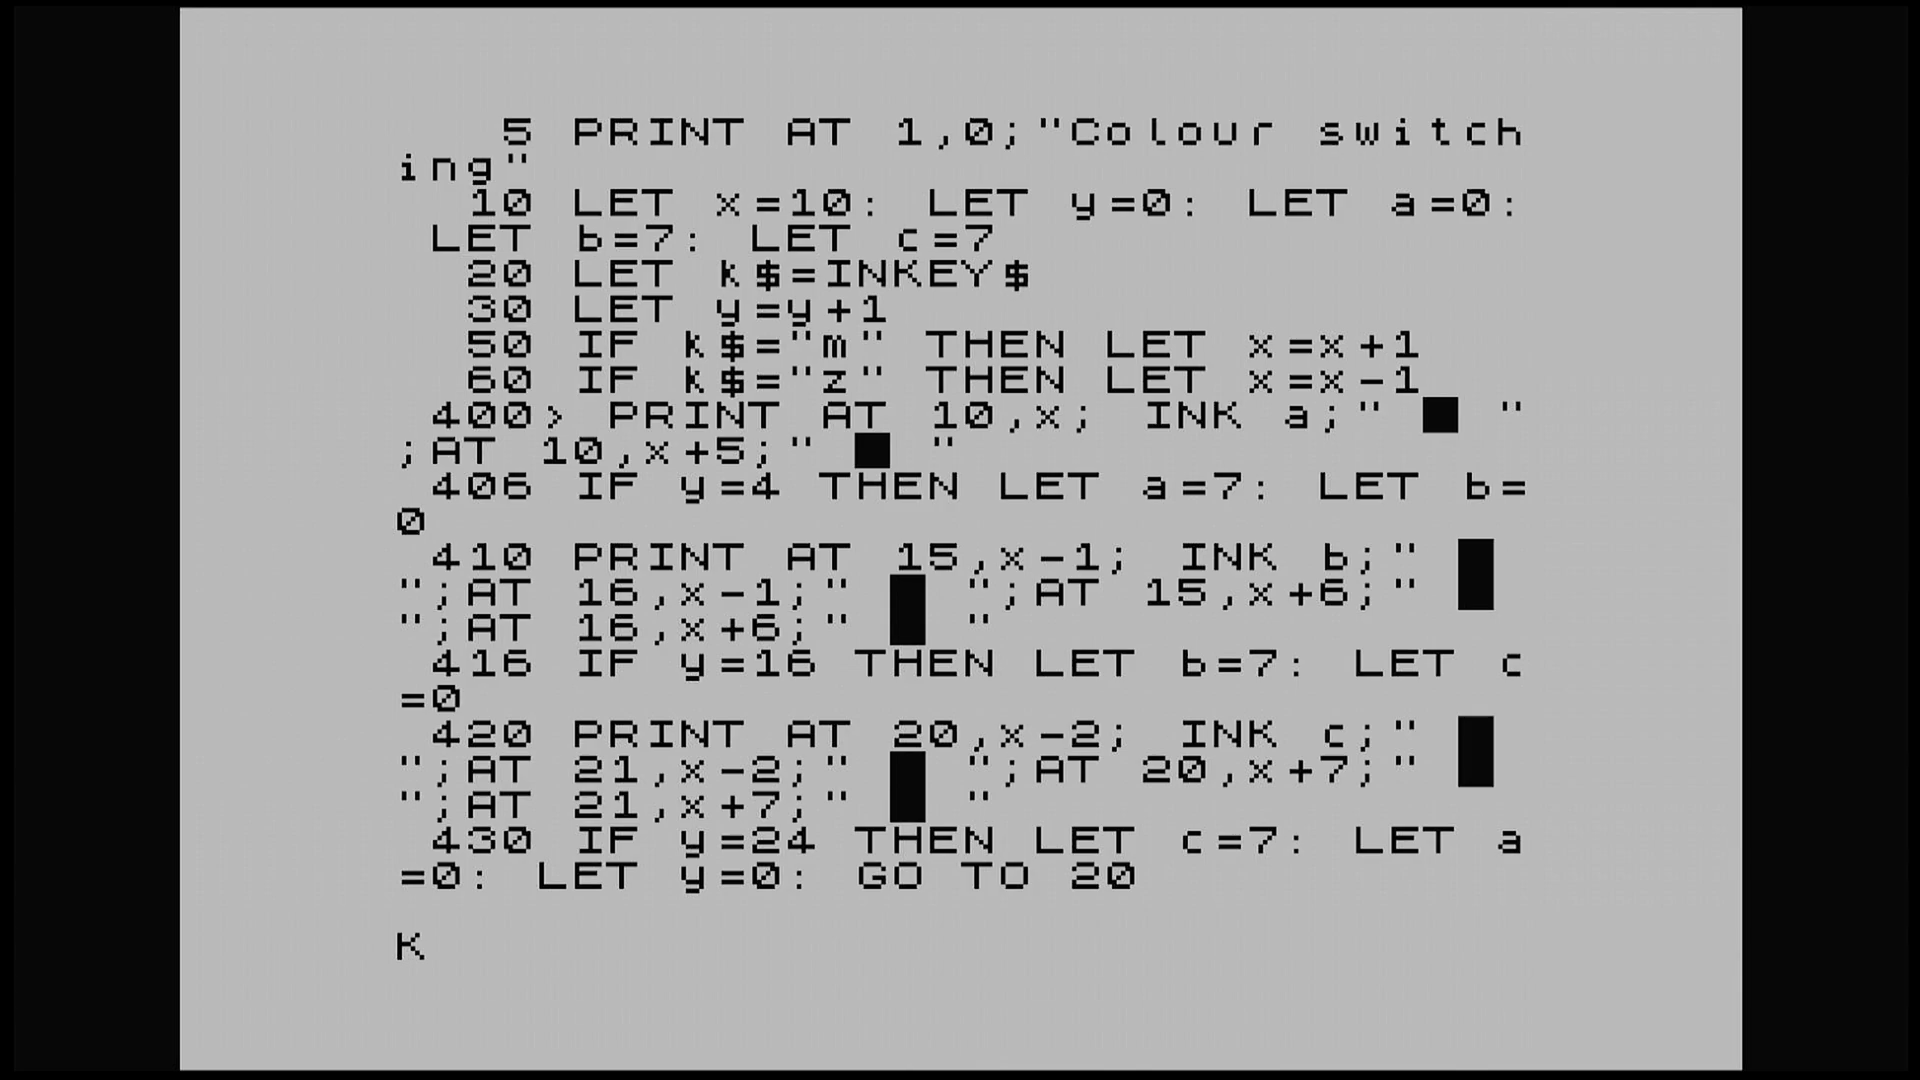 5 PRINT AT 1,0;"Colour switch
ing"
10 LET x=10: LET y=0: LET a=0:
LET b=7: LET c=7
20 LET k$=INKEY$
30 LET y=y+1
50 IF k$="m" THEN LET x=x+1
60 IF k$="z" THEN LET x=x-1
400> PRINT AT 10,x; INK a;" █ "
;AT 10,x+5;" █ "
406 IF y=4 THEN LET a=7: LET b=
0
410 PRINT AT 15,x-1; INK b;" █
";AT 16,x-1;" █ ";AT 15,x+6;" █
";AT 16,x+6;" █ "
416 IF y=16 THEN LET b=7: LET c
=0
420 PRINT AT 20,x-2; INK c;" █
";AT 21,x-2;" █ ";AT 20,x+7;" █
";AT 21,x+7;" █ "
430 IF y=24 THEN LET c=7: LET a
=0: LET y=0: GO TO 20
K